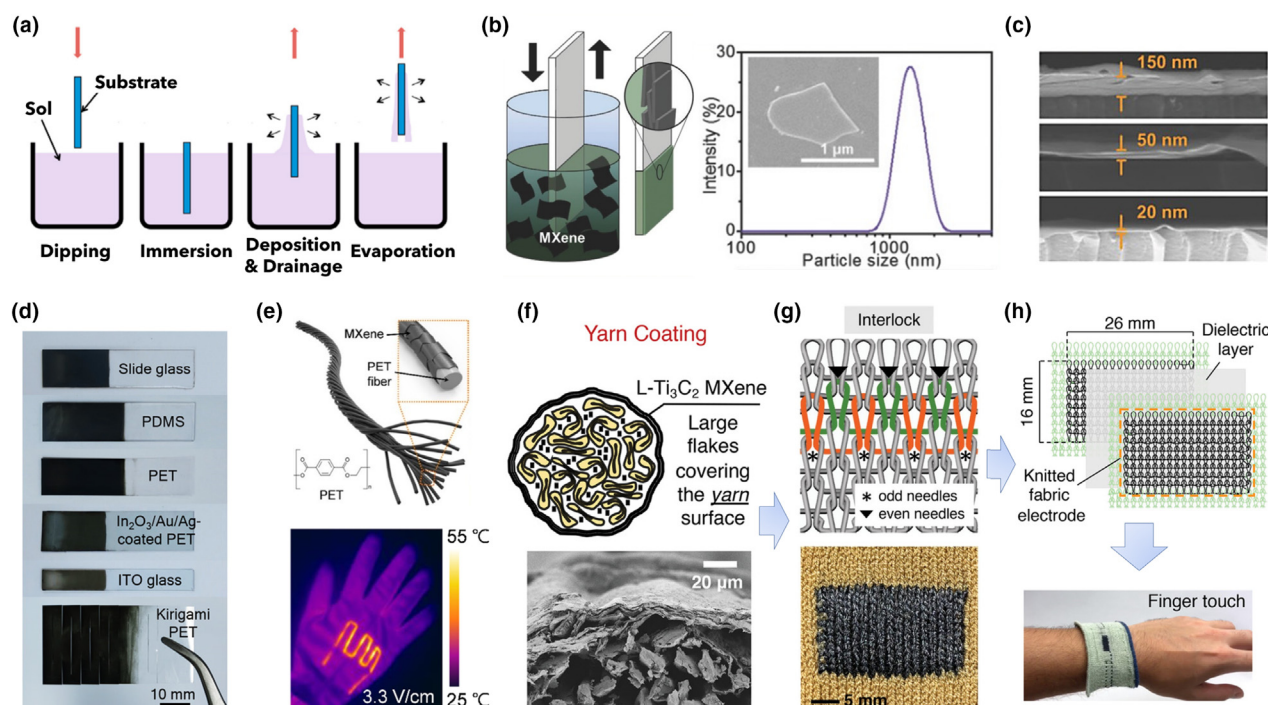 (a)
Substrate
Sol
Dipping
Immersion
Deposition
& Drainage
Evaporation
(b)
MXene
Intensity (%)
30
20
10
0
1 μm
100
1000
Particle size (nm)
(c)
150 nm
50 nm
20 nm
(d)
Slide glass
PDMS
PET
In₂O₃/Au/Ag-
coated PET
ITO glass
Kirigami
PET
10 mm
(e)
MXene
PET
fiber
O
O
O
O
n
PET
55 ℃
3.3 V/cm
25 ℃
(f)
Yarn Coating
L-Ti₃C₂ MXene
Large
flakes
covering
the yarn
surface
20 μm
(g)
Interlock
* * * *
* odd needles
▼ even needles
5 mm
(h)
26 mm
Dielectric
layer
16 mm
Knitted
fabric
electrode
Finger touch